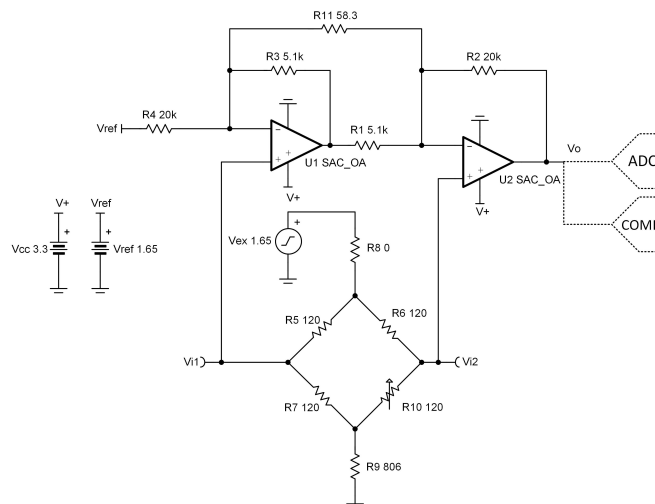 R11 58.3
R3 5.1k
R2 20k
Vref
R4 20k
R1 5.1k
U1 SAC_OA
V+
U2 SAC_OA
V+
Vo
ADC
COMP
V+
Vref
Vcc 3.3
+
Vref 1.65
+
Vex 1.65
+
R8 0
R5 120
R6 120
Vi1
Vi2
R7 120
R10 120
R9 806